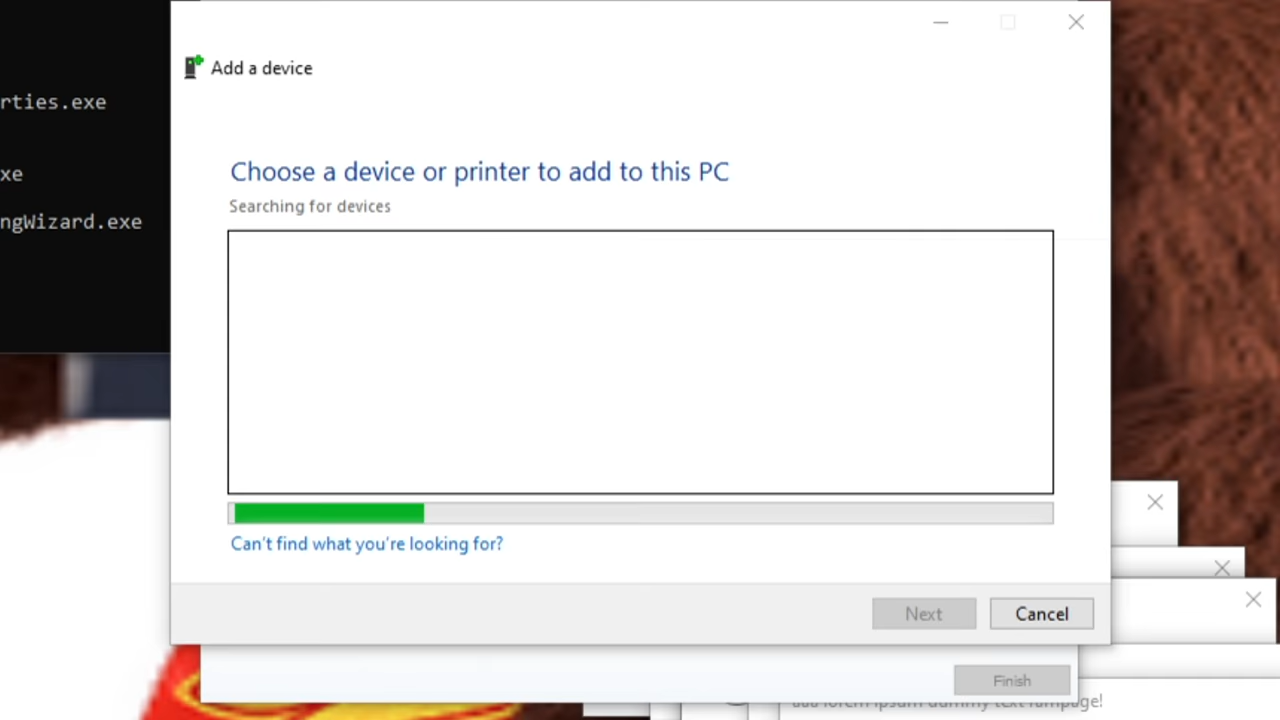 Add a device
rties.exe
xe
ngWizard.exe
Choose a device or printer to add to this PC
Searching for devices
Can't find what you're looking for?
Next
Cancel
Finish
aaa lorem ipsum dummy text rampage!